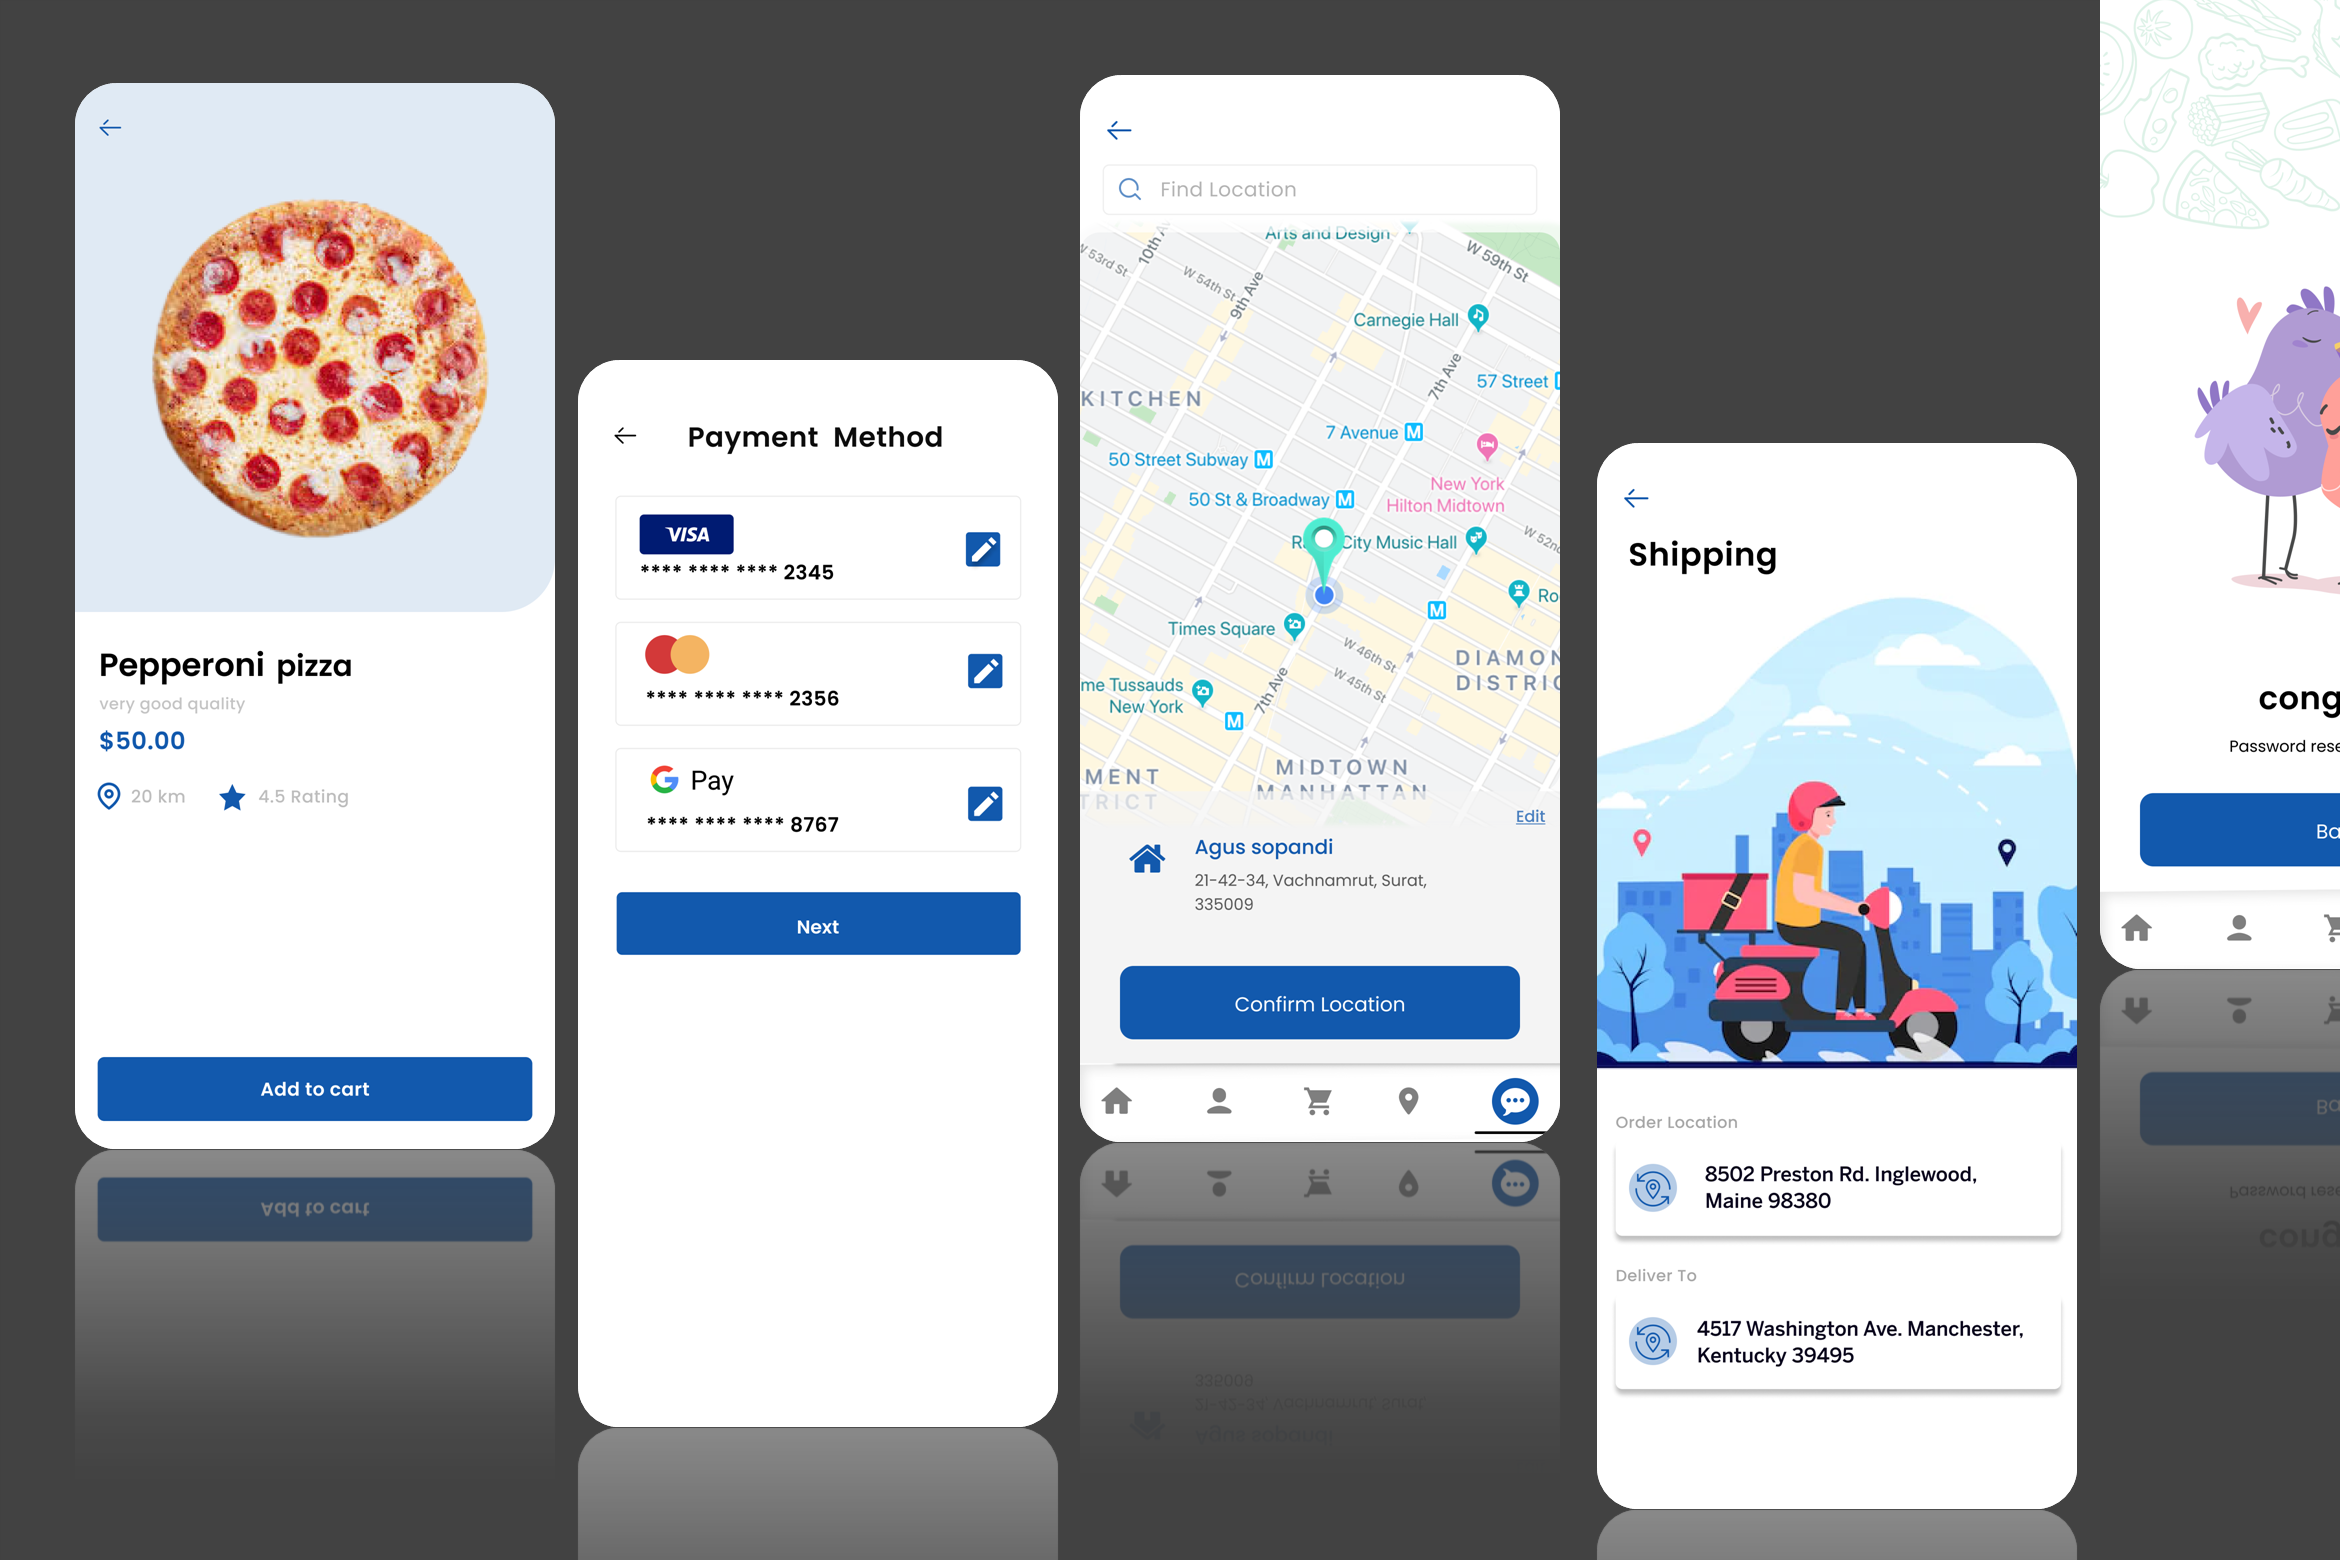 Pepperoni pizza
very good quality
$50.00
20 km
4.5 Rating
Add to cart
Payment Method
VISA
**** **** **** 2345
**** **** **** 2356
G Pay
**** **** **** 8767
Next
Find Location
Arts and Design
10th A
W 53rd St
W 54th St
9th Ave
W 59th St
Carnegie Hall
7th Ave
57 Street
KITCHEN
7 Avenue M
50 Street Subway M
New York
Hilton Midtown
50 St & Broadway M
City Music Hall
W 52nd
Ro
M
Times Square
W 46th St
W 45th St
DIAMON
DISTRIC
me Tussauds
New York
7th Ave
M
MENT
TRICT
MIDTOWN
MANHATTAN
Edit
Agus sopandi
21-42-34, Vachnamrut, Surat,
335009
Confirm Location
Shipping
Order Location
8502 Preston Rd. Inglewood,
Maine 98380
Deliver To
4517 Washington Ave. Manchester,
Kentucky 39495
cong
Password rese
Ba